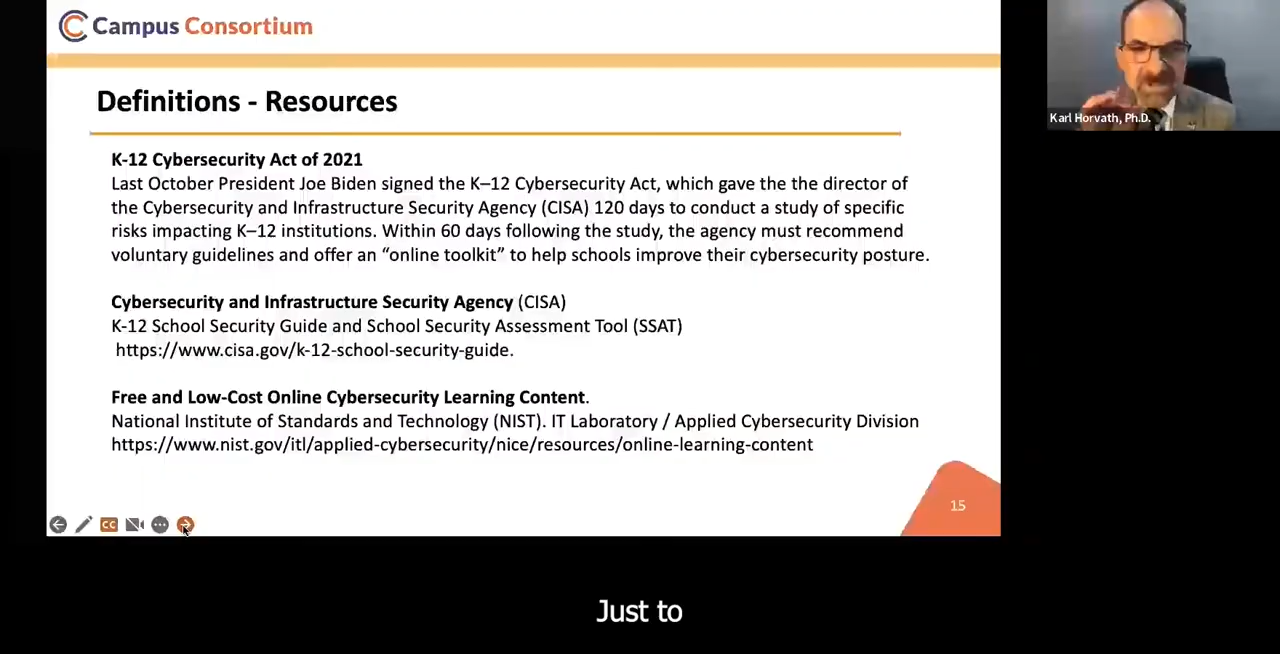 Campus Consortium
Karl Horvath, Ph.D.
Definitions - Resources
K-12 Cybersecurity Act of 2021
Last October President Joe Biden signed the K–12 Cybersecurity Act, which gave the the director of
the Cybersecurity and Infrastructure Security Agency (CISA) 120 days to conduct a study of specific
risks impacting K–12 institutions. Within 60 days following the study, the agency must recommend
voluntary guidelines and offer an “online toolkit” to help schools improve their cybersecurity posture.
Cybersecurity and Infrastructure Security Agency (CISA)
K-12 School Security Guide and School Security Assessment Tool (SSAT)
https://www.cisa.gov/k-12-school-security-guide.
Free and Low-Cost Online Cybersecurity Learning Content.
National Institute of Standards and Technology (NIST). IT Laboratory / Applied Cybersecurity Division
https://www.nist.gov/itl/applied-cybersecurity/nice/resources/online-learning-content
15
CC
Just to